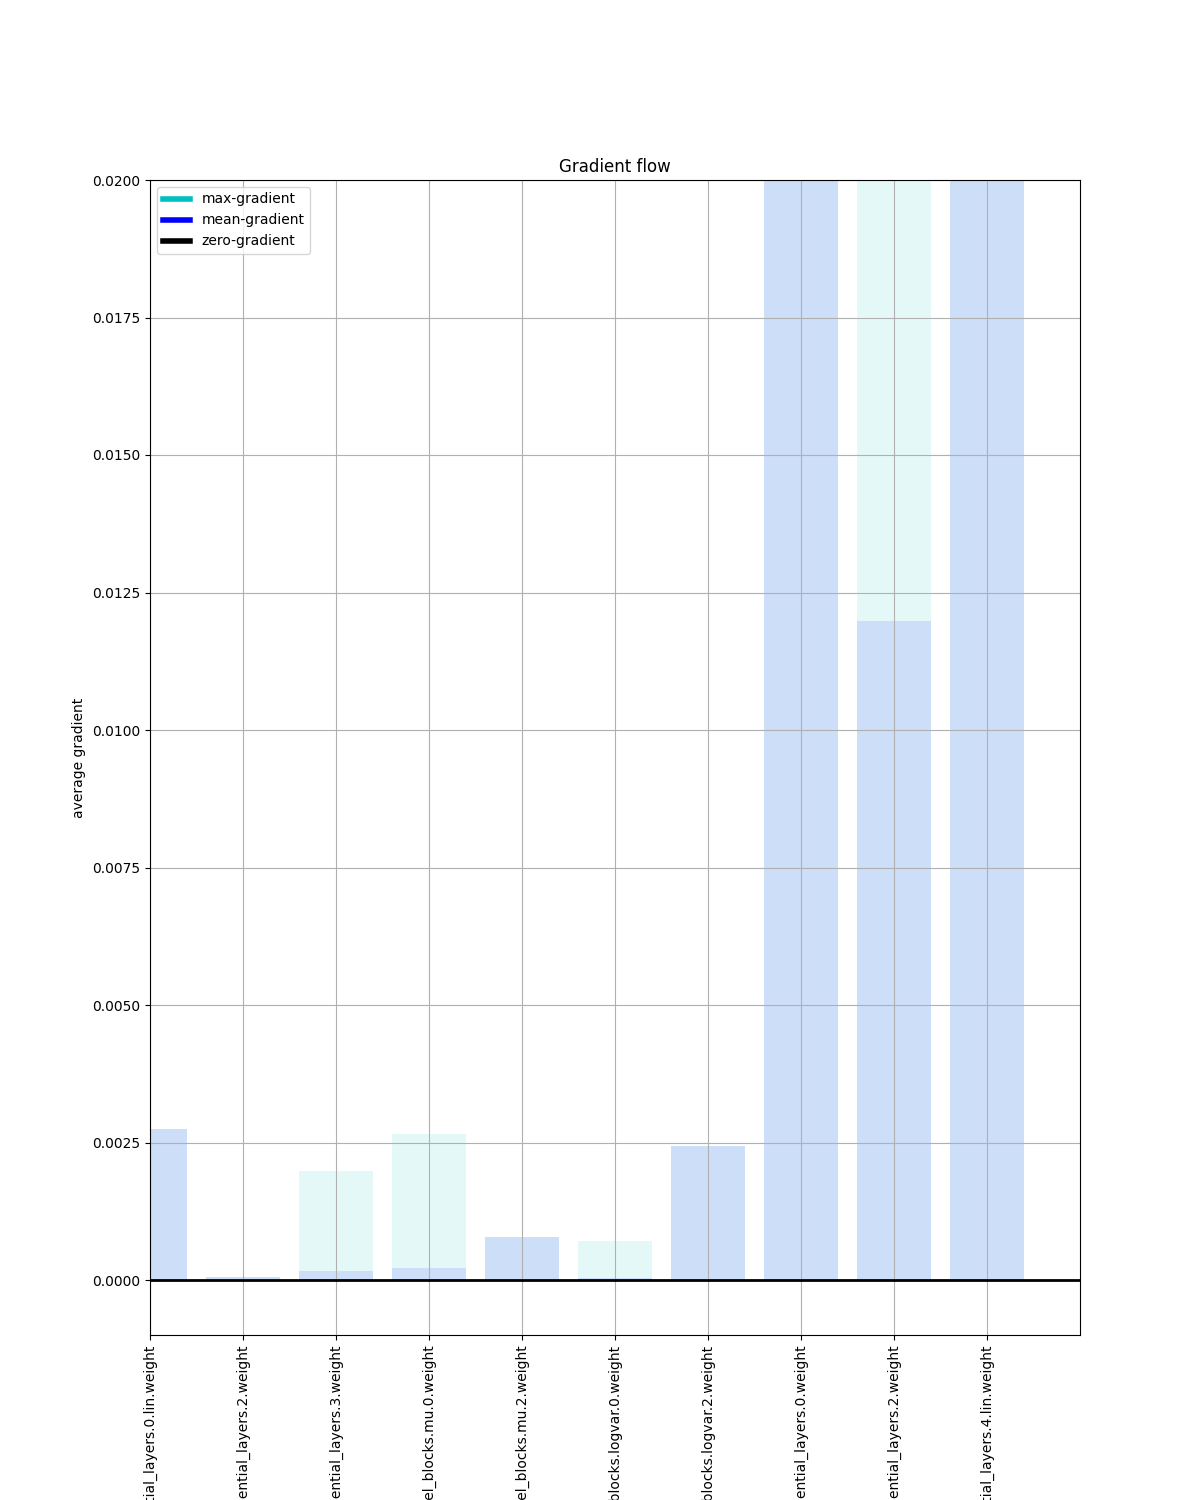 Gradient flow
max-gradient
mean-gradient
zero-gradient
0.0200
0.0175
0.0150
0.0125
0.0100
0.0075
0.0050
0.0025
0.0000
average gradient
tial_layers.0.lin.weight
ential_layers.2.weight
ential_layers.3.weight
el_blocks.mu.0.weight
el_blocks.mu.2.weight
blocks.logvar.0.weight
blocks.logvar.2.weight
ential_layers.0.weight
ential_layers.2.weight
tial_layers.4.lin.weight